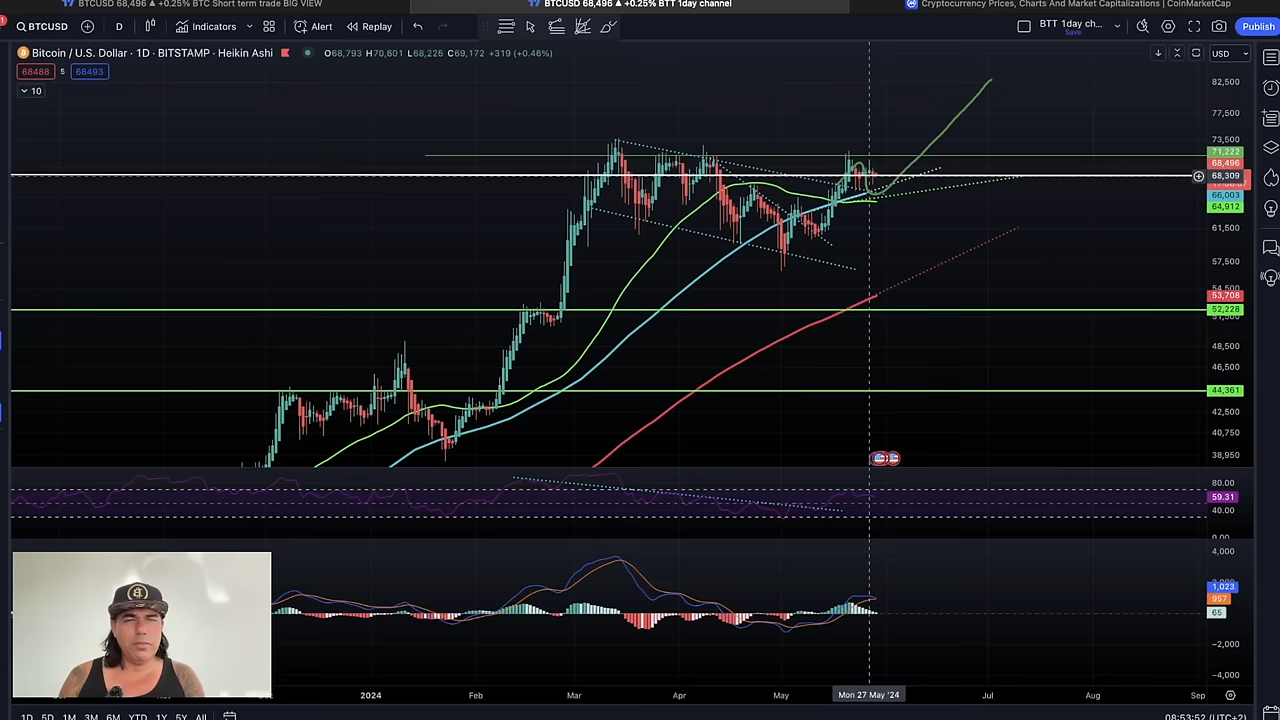 BTCUSD 68,496 ▲ +0.25% BTC Short term trade BIG VIEW
BTCUSD 68,496 ▲ +0.25% BTT 1day channel
Cryptocurrency Prices, Charts And Market Capitalizations | CoinMarketCap
BTCUSD
D
Indicators
Alert
Replay
BTT 1day ch...
Save
Publish
Bitcoin / U.S. Dollar · 1D · BITSTAMP · Heikin Ashi
O68,793 H70,601 L68,225 C69,172 +319 (+0.46%)
USD
68488
5
68493
10
82,500
77,500
73,500
71,222
68,496
68,309
66,003
64,912
61,500
57,500
54,500
53,708
52,228
51,500
48,500
46,500
44,361
42,500
40,750
38,950
80.00
59.31
40.00
0.00
4,000
1,023
957
65
−2,000
−4,000
2024
Feb
Mar
Apr
May
Mon 27 May '24
Jul
Aug
Sep
1D 5D 1M 3M 6M YTD 1Y 5Y All
08:53:52 (UTC+2)